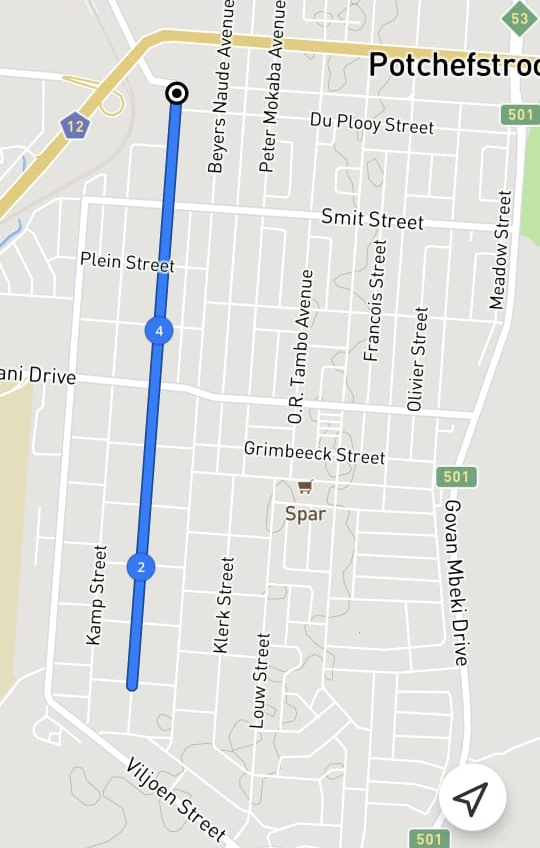 53
Beyers Naude Avenue
Peter Mokaba Avenue
Potchefstroo
501
12
Du Plooy Street
Smit Street
Meadow Street
Plein Street
Francois Street
O.R. Tambo Avenue
Olivier Street
4
ani Drive
Grimbeeck Street
501
Spar
Govan Mbeki Drive
2
Kamp Street
Klerk Street
Louw Street
Viljoen Street
501